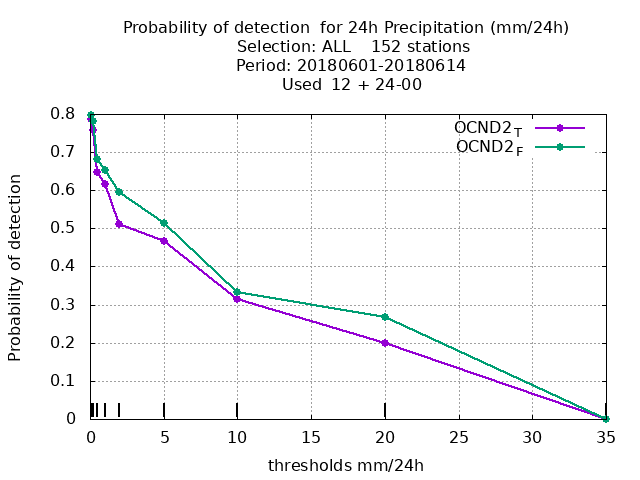 Probability of detection  for 24h Precipitation (mm/24h)
Selection: ALL    152 stations
Period: 20180601-20180614
Used  12 + 24-00
OCND2 T
OCND2 F
Probability of detection
0.8
0.7
0.6
0.5
0.4
0.3
0.2
0.1
0
0 5 10 15 20 25 30 35
thresholds mm/24h